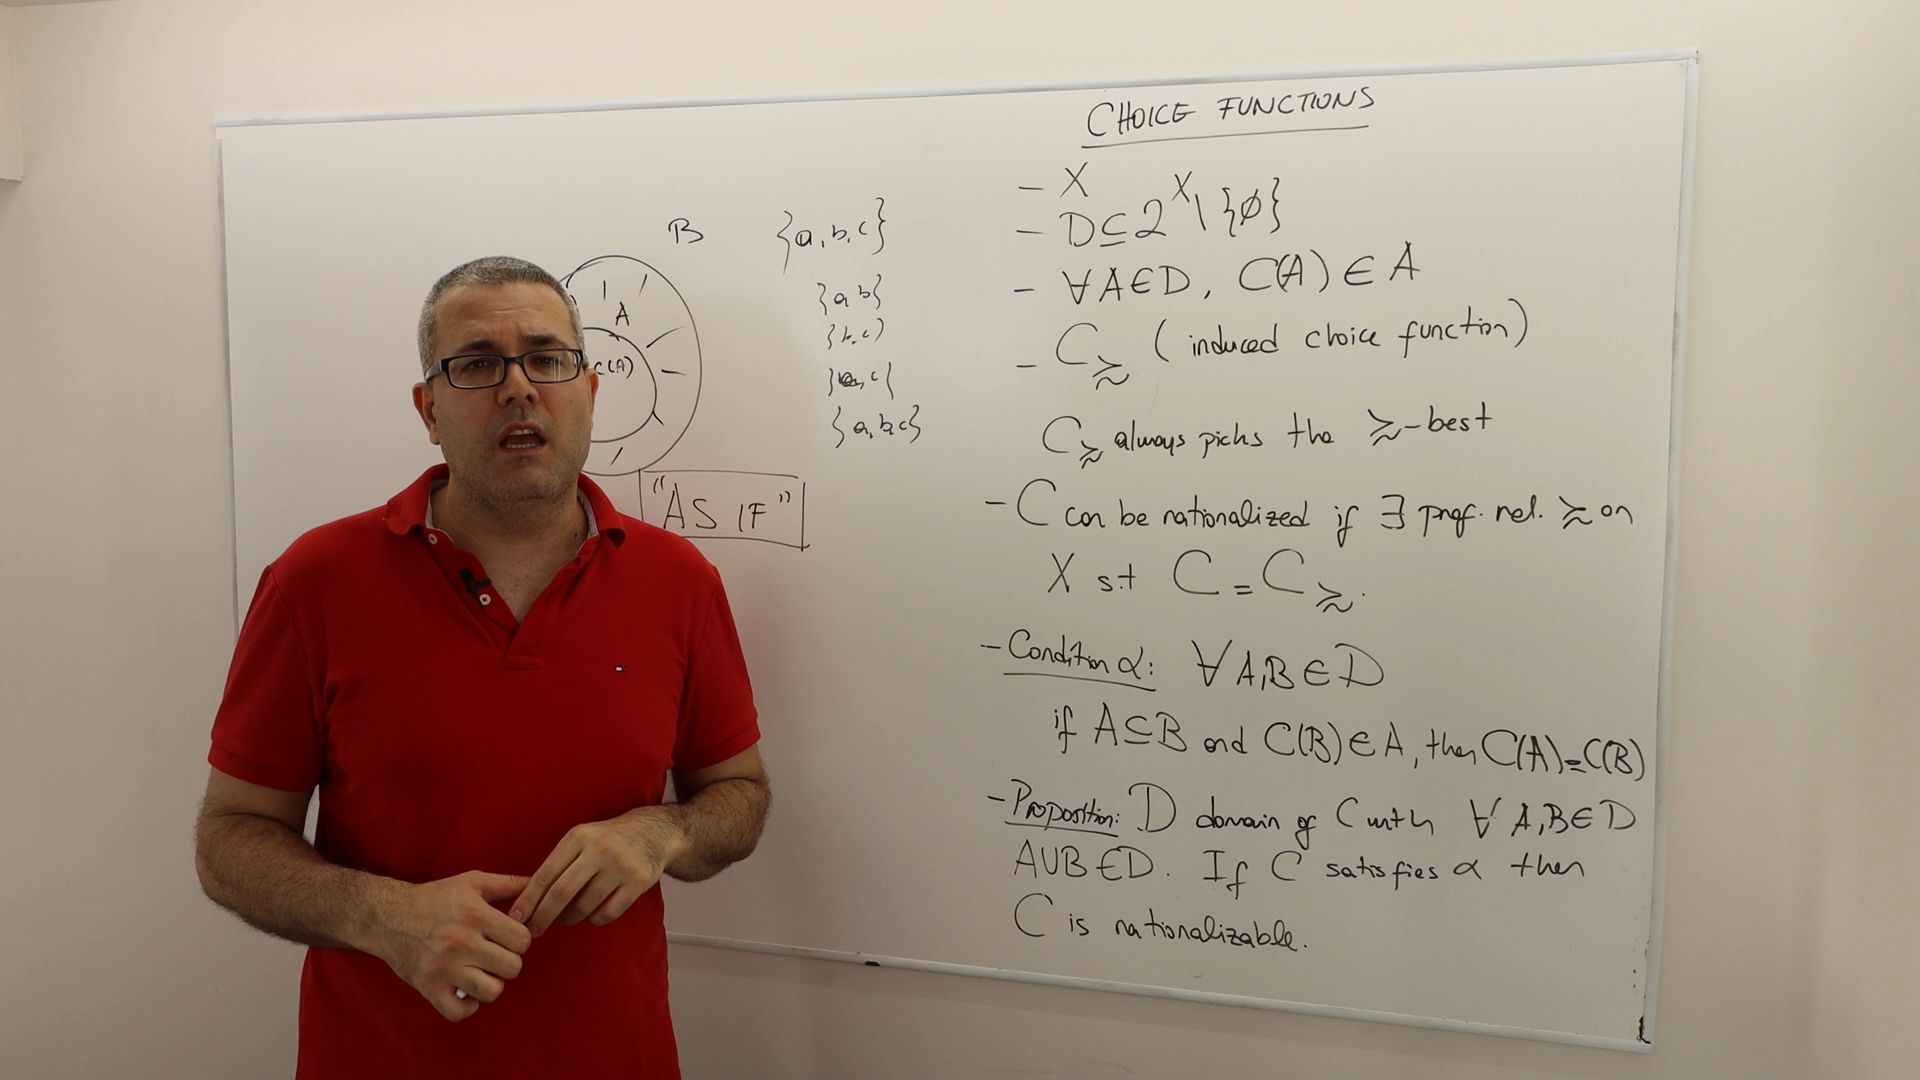 B
A
C(A)
"AS IF"
{a, b, c}
{a b}
{b, c}
, c
{a, b, c}
CHOICE FUNCTIONS
- X
- D ⊆ 2^X \ {∅}
- ∀ A ∈ D, C(A) ∈ A
- C≿ (induced choice function)
C≿ always picks the ≿-best
- C can be rationalized if ∃ pref. rel. ≿ on
X s.t C = C≿.
- Condition α: ∀ A, B ∈ D
if A ⊆ B and C(B) ∈ A, then C(A) = C(B)
- Proposition: D domain of C with ∀ A, B ∈ D
A ∪ B ∈ D. If C satisfies α then
C is rationalizable.